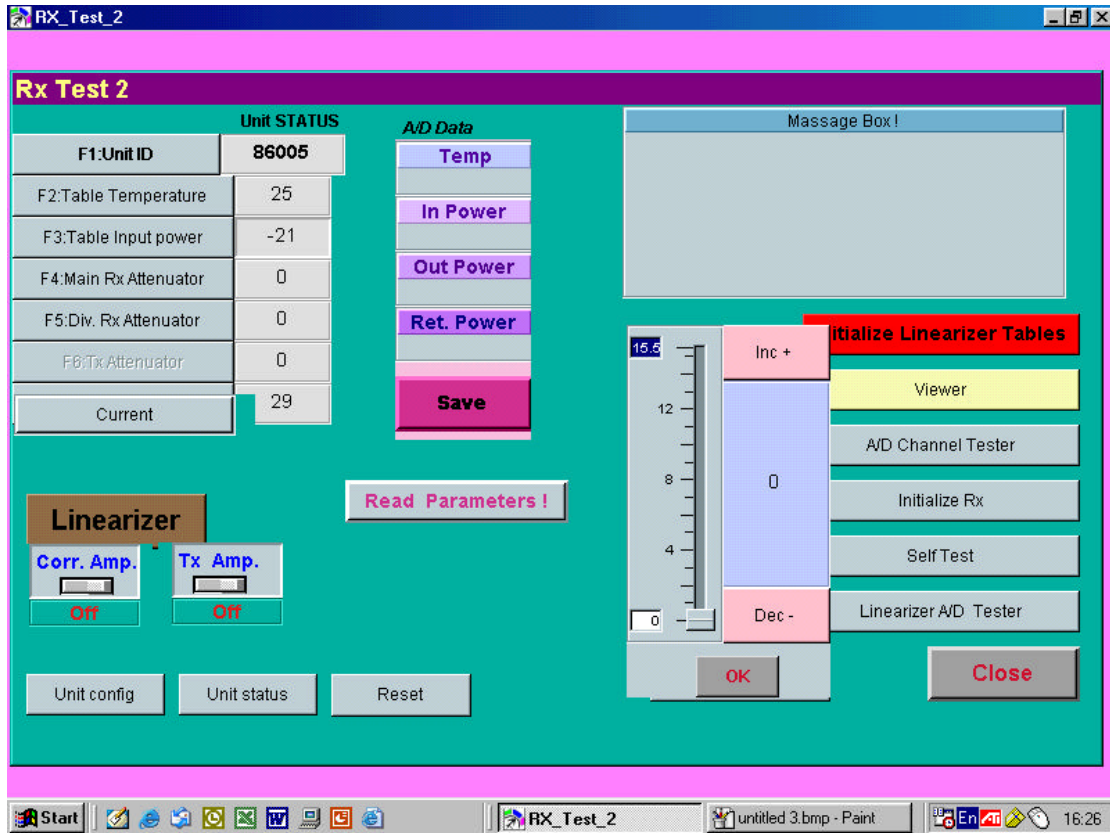 RX_Test_2
Rx Test 2
Unit STATUS
F1:Unit ID 86005
F2:Table Temperature 25
F3:Table Input power -21
F4:Main Rx Attenuator 0
F5:Div. Rx Attenuator 0
F6:Tx Attenuator 0
Current 29
A/D Data
Temp
In Power
Out Power
Ret. Power
Save
Massage Box!
Read Parameters !
Linearizer
Corr. Amp.
Off
Tx Amp.
Off
Unit config
Unit status
Reset
15.5
12
8
4
0
Inc +
0
Dec -
OK
itialize Linearizer Tables
Viewer
A/D Channel Tester
Initialize Rx
Self Test
Linearizer A/D Tester
Close
Start
RX_Test_2
untitled 3.bmp - Paint
En
ATI
16:26